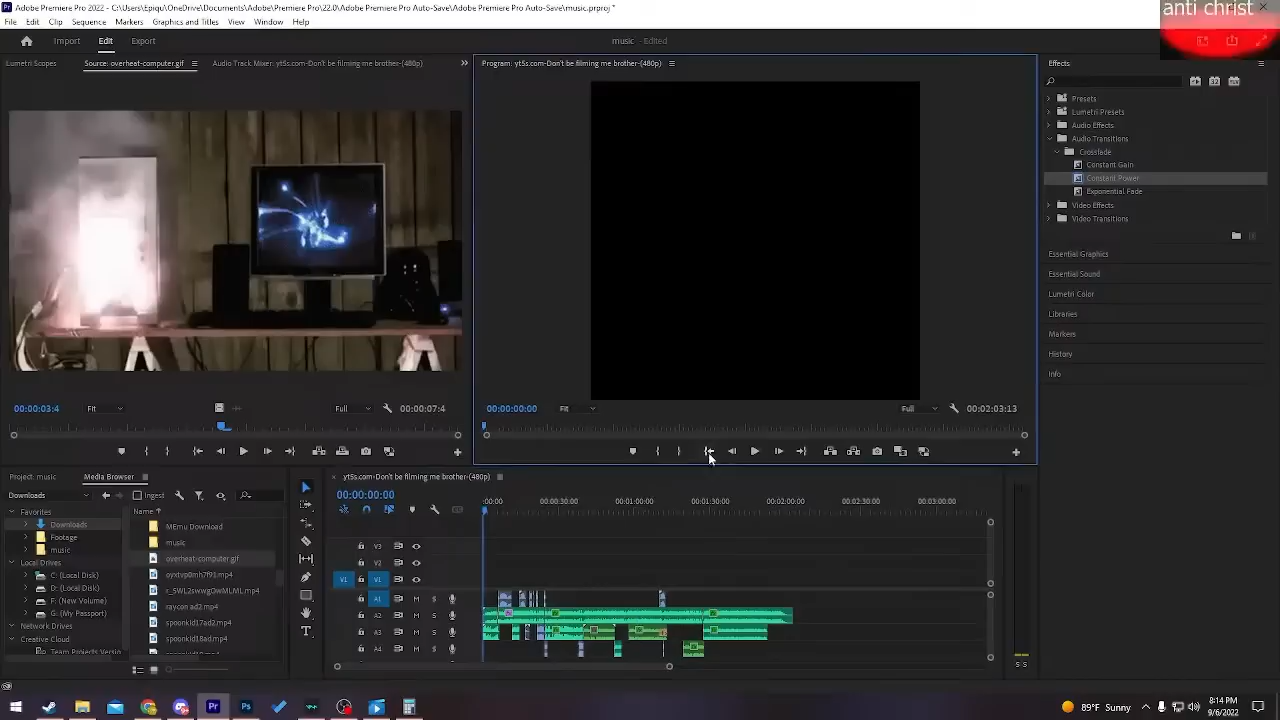 Adobe Premiere Pro 2022 - C:\Users\Epiqu\OneDrive\Documents\Adobe\Premiere Pro\22.0\Adobe Premiere Pro Auto-Save\Adobe Premiere Pro Auto-Save\music.prproj *
anti christ
File Edit Clip Sequence Markers Graphics and Titles View Window Help
Import Edit Export
music - Edited
Lumetri Scopes Source: overheat-computer.gif Audio Track Mixer: yt5s.com-Don't be filming me brother-(480p)
Program: yt5s.com-Don't be filming me brother-(480p)
Effects
Presets
Lumetri Presets
Audio Effects
Audio Transitions
Crossfade
Constant Gain
Constant Power
Exponential Fade
Video Effects
Video Transitions
Essential Graphics
Essential Sound
Lumetri Color
Libraries
Markers
History
Info
00:00:03:4 Fit Full 00:00:07:4
00:00:00:00 Fit Full 00:02:03:13
Project: music Media Browser
Downloads Ingest
Favorites
Downloads
Footage
music
Local Drives
C: (Local Disk)
D: (Local Disk)
F: (New Volume)
G: (My Passport)
Network Drives
Creative Cloud
Team Projects Versio
Name
MEmu Download
music
overheat-computer.gif
oyxtvp0mh7f91.mp4
r_SWL2swwgOwMLML.mp4
raycon ad2.mp4
spoonkid17ad2.mp4
spoonkid18ad.mp4
yt5s.com-Don't be filming me brother-(480p)
00:00:00:00
:00:00 00:00:30:00 00:01:00:00 00:01:30:00 00:02:00:00 00:02:30:00 00:03:00:00
V3
V2
V1 V1
A1 M S
A2 M S
A3 M S
A4 M S
S S
89°F Sunny
8:14 PM
9/6/2022